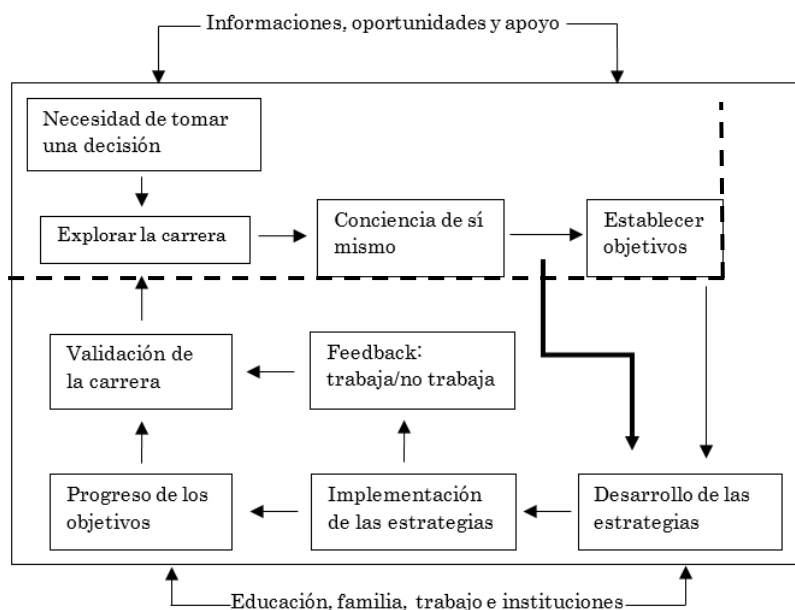 Informaciones, oportunidades y apoyo
Necesidad de tomar
una decisión
Explorar la carrera
Conciencia de sí
mismo
Establecer
objetivos
Validación de
la carrera
Feedback:
trabaja/no trabaja
Progreso de los
objetivos
Implementación
de las estrategias
Desarrollo de las
estrategias
Educación, familia, trabajo e instituciones